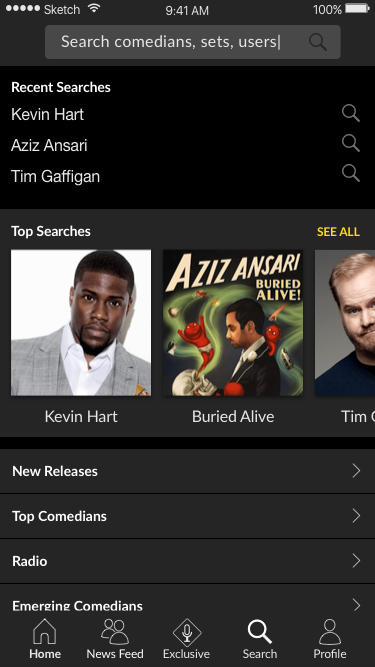 Sketch 9:41 AM 100%
Search comedians, sets, users|
Recent Searches
Kevin Hart
Aziz Ansari
Tim Gaffigan
Top Searches SEE ALL
AZIZ ANSARI
BURIED
ALIVE!
Kevin Hart Buried Alive Tim
New Releases
Top Comedians
Radio
Emerging Comedians
Home News Feed Exclusive Search Profile